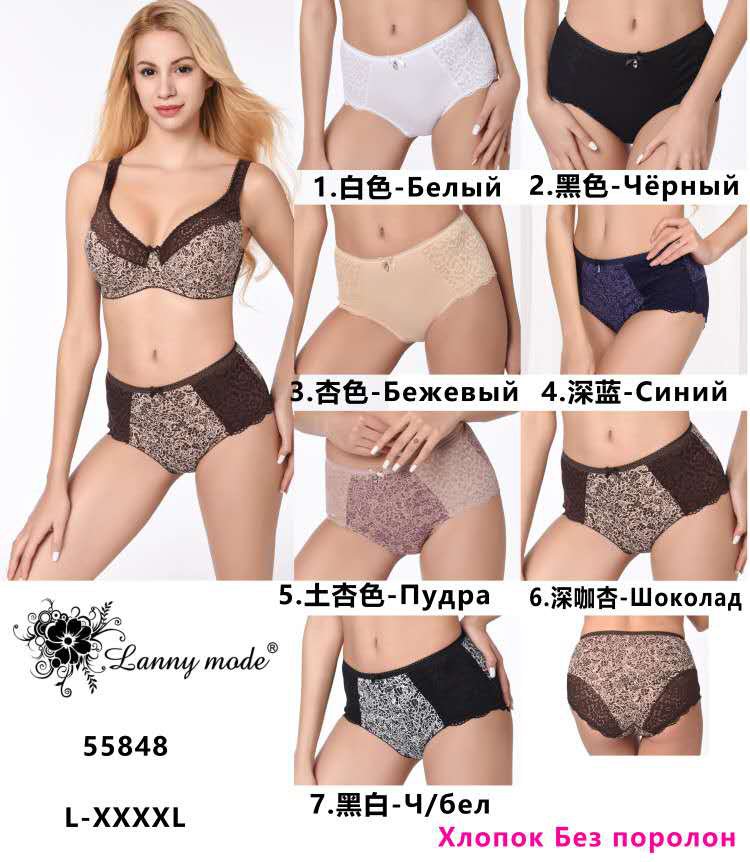 1.白色-Белый
2.黑色-Чёрный
3.杏色-Бежевый
4.深蓝-Синий
5.土杏色-Пудра
6.深咖杏-Шоколад
Lanny mode®
55848
L-XXXXL
7.黑白-Ч/бел
Хлопок Без поролон